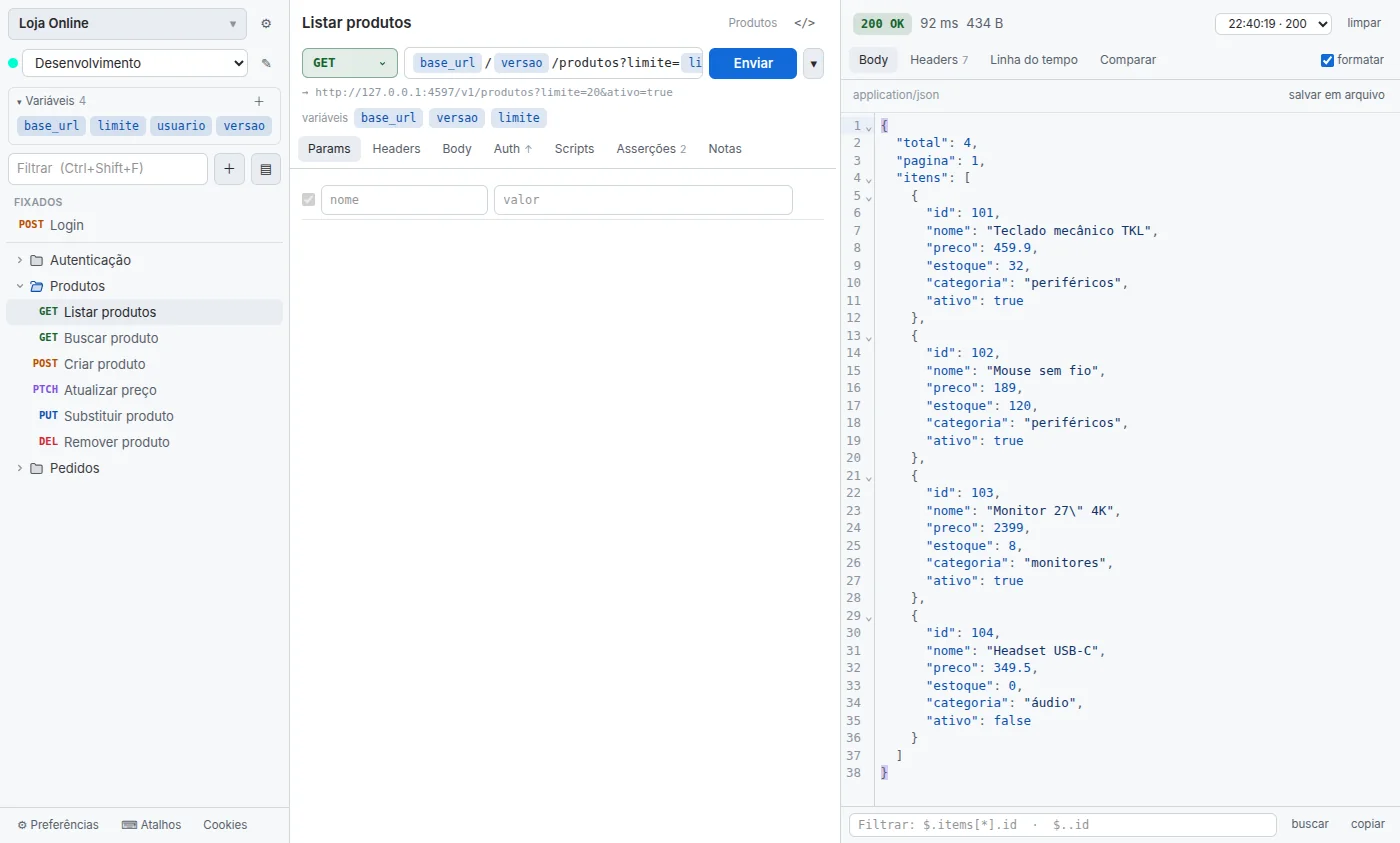 Loja Online
Desenvolvimento
Variáveis 4
base_url limite usuario versao
Filtrar (Ctrl+Shift+F)
FIXADOS
POST Login
Autenticação
Produtos
GET Listar produtos
GET Buscar produto
POST Criar produto
PTCH Atualizar preço
PUT Substituir produto
DEL Remover produto
Pedidos
Preferências Atalhos Cookies
Listar produtos
Produtos </>
GET base_url / versao /produtos?limite= li Enviar
→ http://127.0.0.1:4597/v1/produtos?limite=20&ativo=true
variáveis base_url versao limite
Params Headers Body Auth ↑ Scripts Asserções 2 Notas
nome valor
200 OK 92 ms 434 B 22:40:19 · 200 limpar
Body Headers 7 Linha do tempo Comparar formatar
application/json salvar em arquivo
1 {
2 "total": 4,
3 "pagina": 1,
4 "itens": [
5 {
6 "id": 101,
7 "nome": "Teclado mecânico TKL",
8 "preco": 459.9,
9 "estoque": 32,
10 "categoria": "periféricos",
11 "ativo": true
12 },
13 {
14 "id": 102,
15 "nome": "Mouse sem fio",
16 "preco": 189,
17 "estoque": 120,
18 "categoria": "periféricos",
19 "ativo": true
20 },
21 {
22 "id": 103,
23 "nome": "Monitor 27\" 4K",
24 "preco": 2399,
25 "estoque": 8,
26 "categoria": "monitores",
27 "ativo": true
28 },
29 {
30 "id": 104,
31 "nome": "Headset USB-C",
32 "preco": 349.5,
33 "estoque": 0,
34 "categoria": "áudio",
35 "ativo": false
36 }
37 ]
38 }
Filtrar: $.items[*].id · $..id buscar copiar